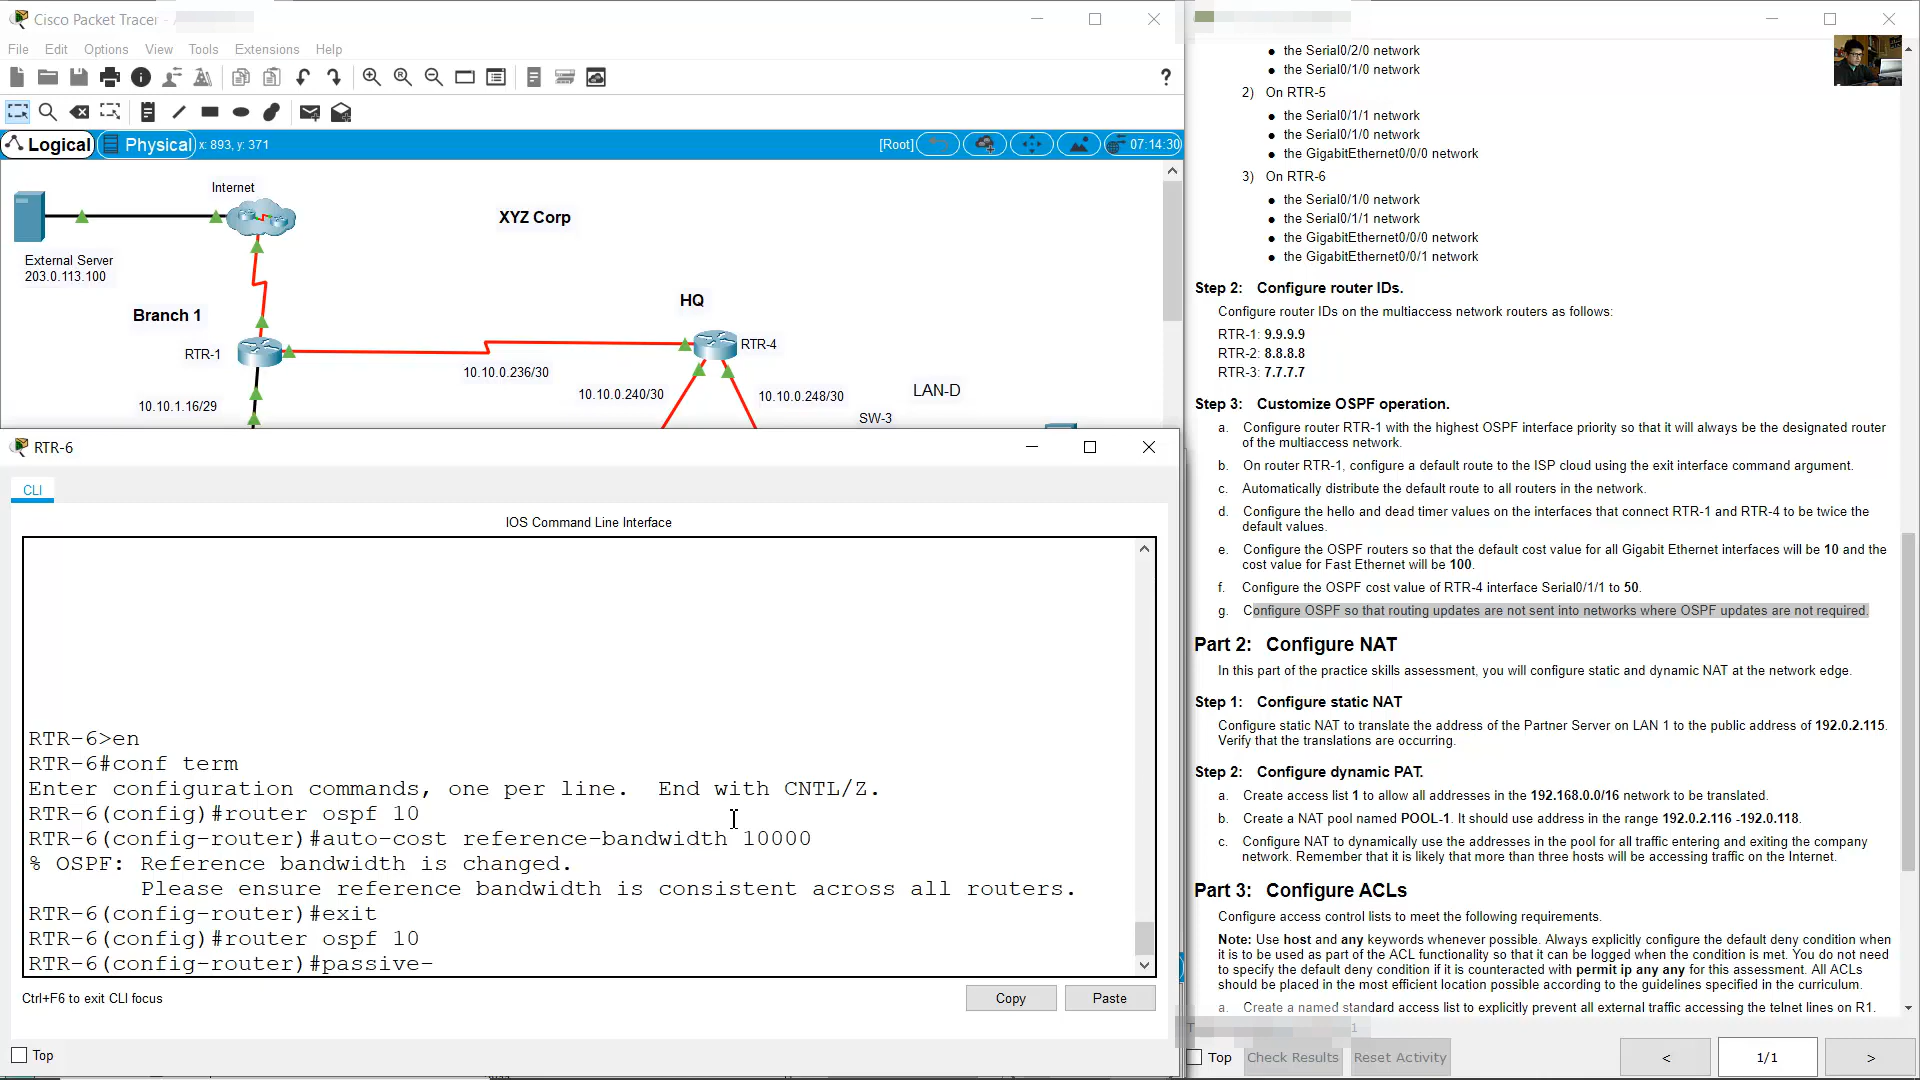 Cisco Packet Tracer
File Edit Options View Tools Extensions Help
Logical Physical x: 893, y: 371 [Root] 07:14:30
Internet
XYZ Corp
External Server
203.0.113.100
HQ
Branch 1
RTR-1
RTR-4
10.10.0.236/30
10.10.0.240/30
10.10.0.248/30
LAN-D
10.10.1.16/29
SW-3
RTR-6
CLI
IOS Command Line Interface
RTR-6>en
RTR-6#conf term
Enter configuration commands, one per line. End with CNTL/Z.
RTR-6(config)#router ospf 10
RTR-6(config-router)#auto-cost reference-bandwidth 10000
% OSPF: Reference bandwidth is changed.
Please ensure reference bandwidth is consistent across all routers.
RTR-6(config-router)#exit
RTR-6(config)#router ospf 10
RTR-6(config-router)#passive-
Ctrl+F6 to exit CLI focus
Copy
Paste
Top
● the Serial0/2/0 network
● the Serial0/1/0 network
2) On RTR-5
● the Serial0/1/1 network
● the Serial0/1/0 network
● the GigabitEthernet0/0/0 network
3) On RTR-6
● the Serial0/1/0 network
● the Serial0/1/1 network
● the GigabitEthernet0/0/0 network
● the GigabitEthernet0/0/1 network
Step 2: Configure router IDs.
Configure router IDs on the multiaccess network routers as follows:
RTR-1: 9.9.9.9
RTR-2: 8.8.8.8
RTR-3: 7.7.7.7
Step 3: Customize OSPF operation.
a. Configure router RTR-1 with the highest OSPF interface priority so that it will always be the designated router
of the multiaccess network.
b. On router RTR-1, configure a default route to the ISP cloud using the exit interface command argument.
c. Automatically distribute the default route to all routers in the network.
d. Configure the hello and dead timer values on the interfaces that connect RTR-1 and RTR-4 to be twice the
default values.
e. Configure the OSPF routers so that the default cost value for all Gigabit Ethernet interfaces will be 10 and the
cost value for Fast Ethernet will be 100.
f. Configure the OSPF cost value of RTR-4 interface Serial0/1/1 to 50.
g. Configure OSPF so that routing updates are not sent into networks where OSPF updates are not required.
Part 2: Configure NAT
In this part of the practice skills assessment, you will configure static and dynamic NAT at the network edge.
Step 1: Configure static NAT
Configure static NAT to translate the address of the Partner Server on LAN 1 to the public address of 192.0.2.115.
Verify that the translations are occurring.
Step 2: Configure dynamic PAT.
a. Create access list 1 to allow all addresses in the 192.168.0.0/16 network to be translated.
b. Create a NAT pool named POOL-1. It should use address in the range 192.0.2.116 -192.0.118.
c. Configure NAT to dynamically use the addresses in the pool for all traffic entering and exiting the company
network. Remember that it is likely that more than three hosts will be accessing traffic on the Internet.
Part 3: Configure ACLs
Configure access control lists to meet the following requirements.
Note: Use host and any keywords whenever possible. Always explicitly configure the default deny condition when
it is to be used as part of the ACL functionality so that it can be logged when the condition is met. You do not need
to specify the default deny condition if it is counteracted with permit ip any any for this assessment. All ACLs
should be placed in the most efficient location possible according to the guidelines specified in the curriculum.
a. Create a named standard access list to explicitly prevent all external traffic accessing the telnet lines on R1.
Top Check Results Reset Activity < 1/1 >